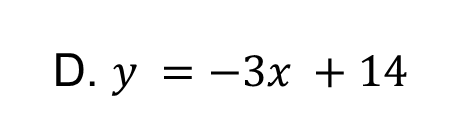 D. y = −3x + 14